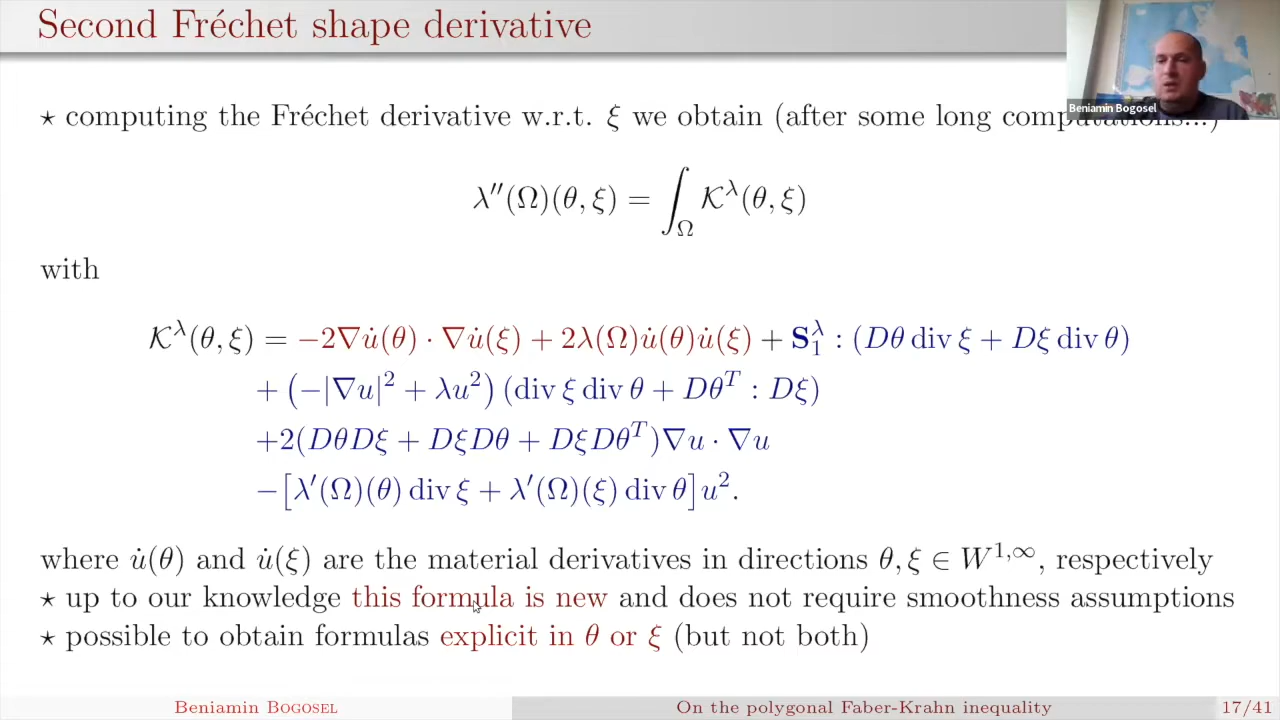 Second Fréchet shape derivative
Beniamin Bogosel
⋆ computing the Fréchet derivative w.r.t. ξ we obtain (after some long computations...)
λ′′(Ω)(θ, ξ) = ∫_Ω 𝒦^λ(θ, ξ)
with
𝒦^λ(θ, ξ) = −2∇u̇(θ) · ∇u̇(ξ) + 2λ(Ω)u̇(θ)u̇(ξ) + S₁^λ : (Dθ div ξ + Dξ div θ)
+ (−|∇u|² + λu²) (div ξ div θ + Dθ^T : Dξ)
+2(DθDξ + DξDθ + DξDθ^T)∇u · ∇u
−[λ′(Ω)(θ) div ξ + λ′(Ω)(ξ) div θ]u².
where u̇(θ) and u̇(ξ) are the material derivatives in directions θ, ξ ∈ W^{1,∞}, respectively
⋆ up to our knowledge this formula is new and does not require smoothness assumptions
⋆ possible to obtain formulas explicit in θ or ξ (but not both)
Beniamin Bogosel On the polygonal Faber-Krahn inequality 17/41